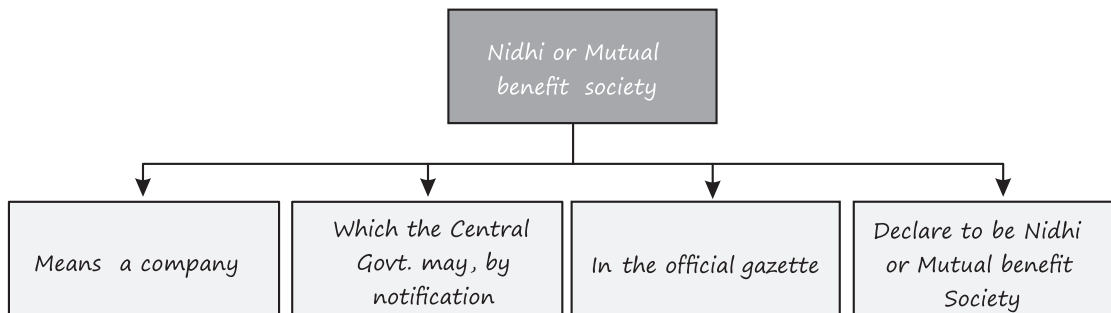 Nidhi or Mutual
benefit society
Means a company
Which the Central
Govt. may, by
notification
In the official gazette
Declare to be Nidhi
or Mutual benefit
Society